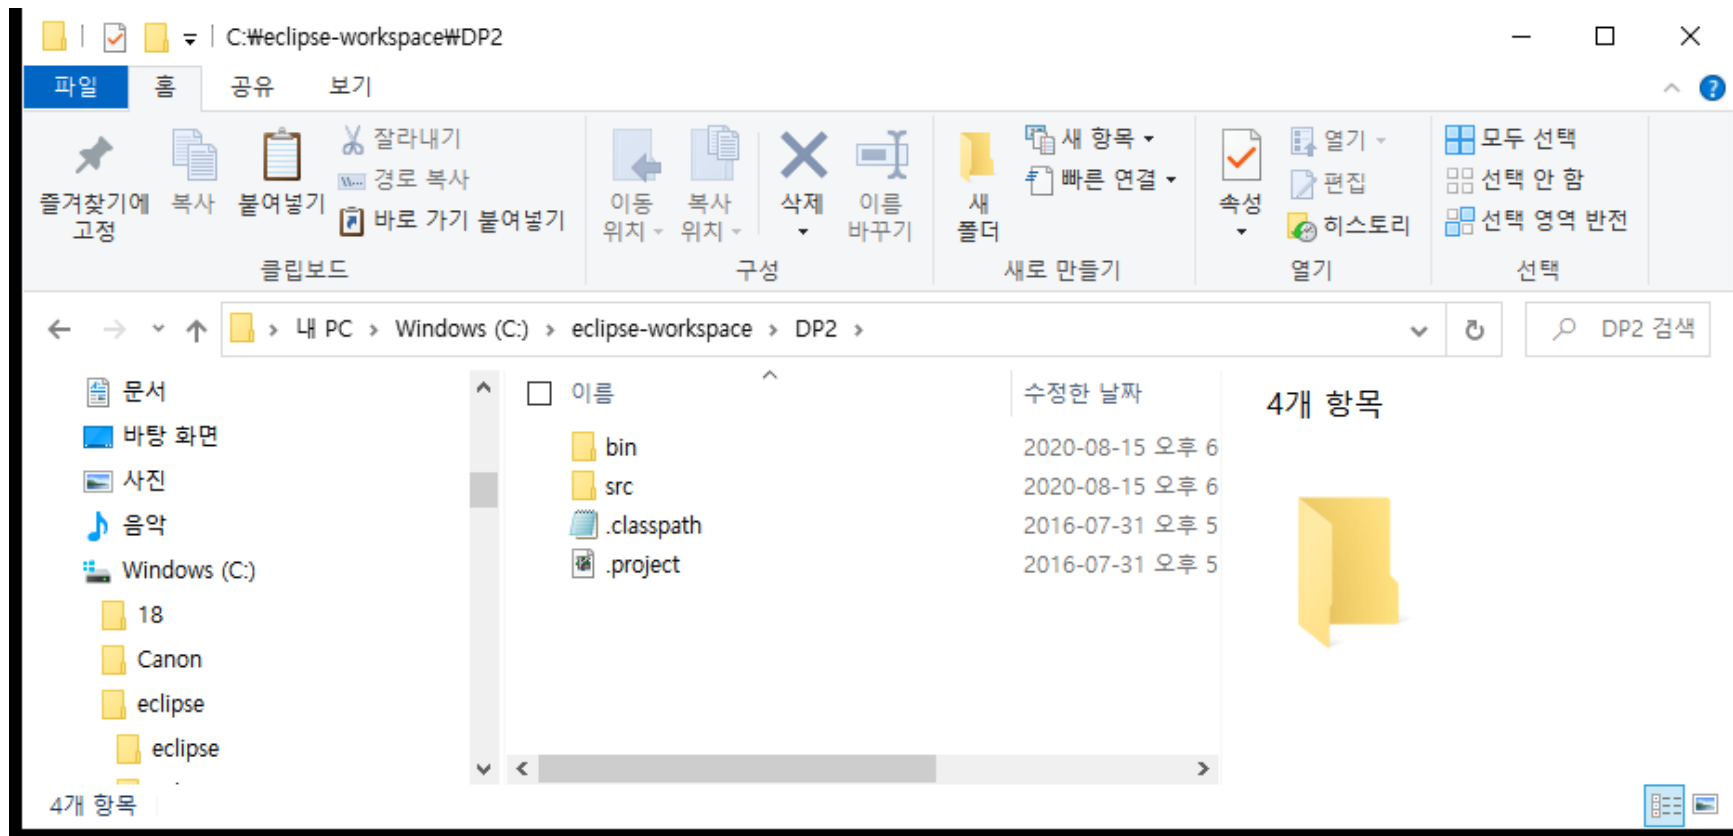 C:₩eclipse-workspace₩DP2
파일 홈 공유 보기
즐겨찾기에 고정
복사
붙여넣기
잘라내기
경로 복사
바로 가기 붙여넣기
클립보드
이동 위치
복사 위치
삭제
이름 바꾸기
구성
새 폴더
새 항목
빠른 연결
새로 만들기
속성
열기
편집
히스토리
열기
모두 선택
선택 안 함
선택 영역 반전
선택
내 PC > Windows (C:) > eclipse-workspace > DP2 >
DP2 검색
문서
바탕 화면
사진
음악
Windows (C:)
18
Canon
eclipse
eclipse
이름 수정한 날짜
bin 2020-08-15 오후 6
src 2020-08-15 오후 6
.classpath 2016-07-31 오후 5
.project 2016-07-31 오후 5
4개 항목
4개 항목